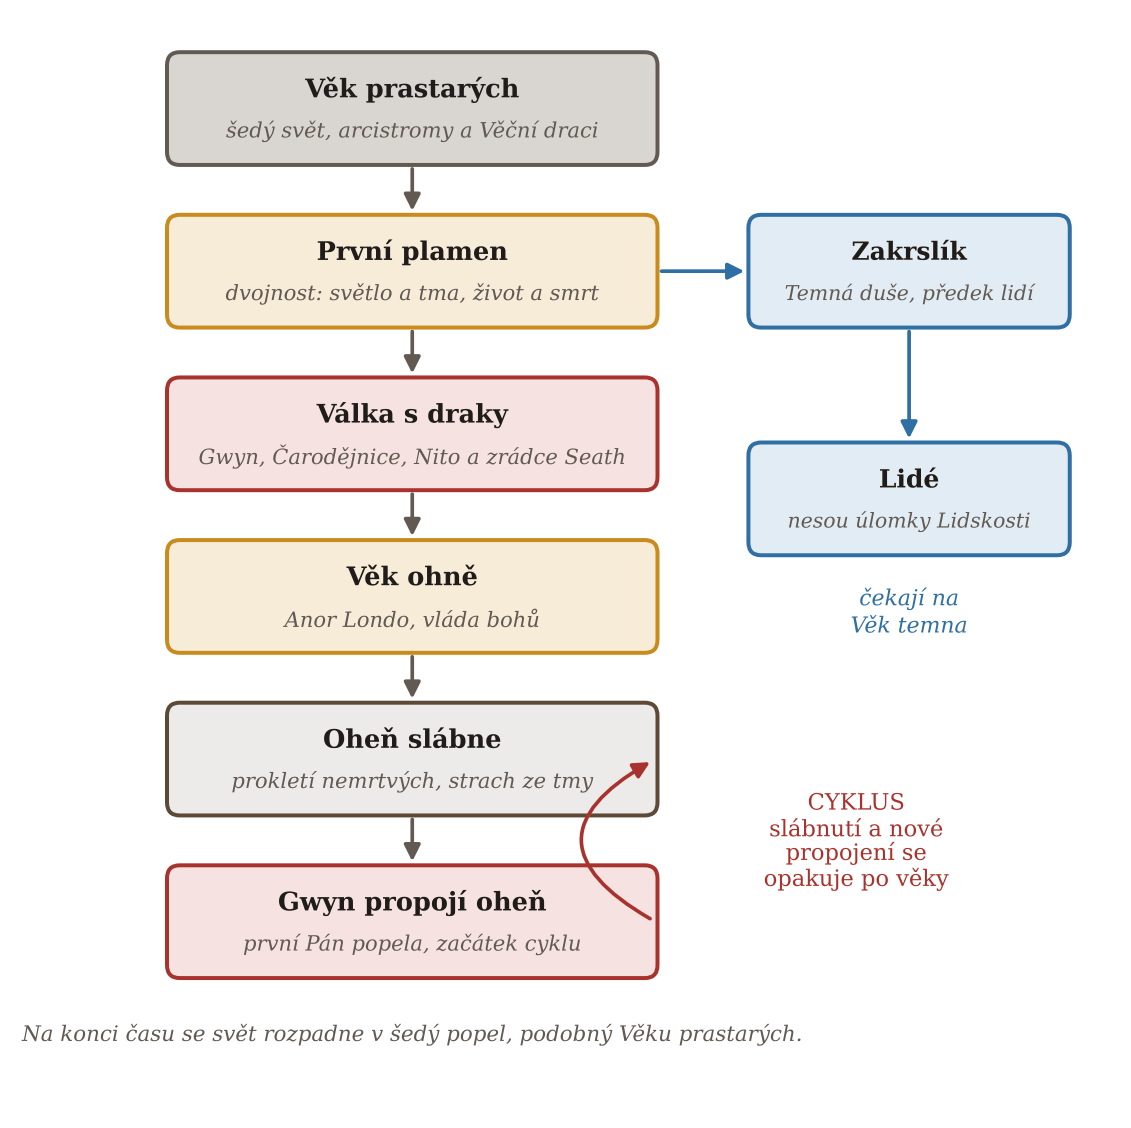 Věk prastarých
šedý svět, arcistromy a Věční draci
První plamen
dvojnost: světlo a tma, život a smrt
Zakrslík
Temná duše, předek lidí
Válka s draky
Gwyn, Čarodějnice, Nito a zrádce Seath
Lidé
nesou úlomky Lidskosti
čekají na
Věk temna
Věk ohně
Anor Londo, vláda bohů
Oheň slábne
prokletí nemrtvých, strach ze tmy
CYKLUS
slábnutí a nové
propojení se
opakuje po věky
Gwyn propojí oheň
první Pán popela, začátek cyklu
Na konci času se svět rozpadne v šedý popel, podobný Věku prastarých.